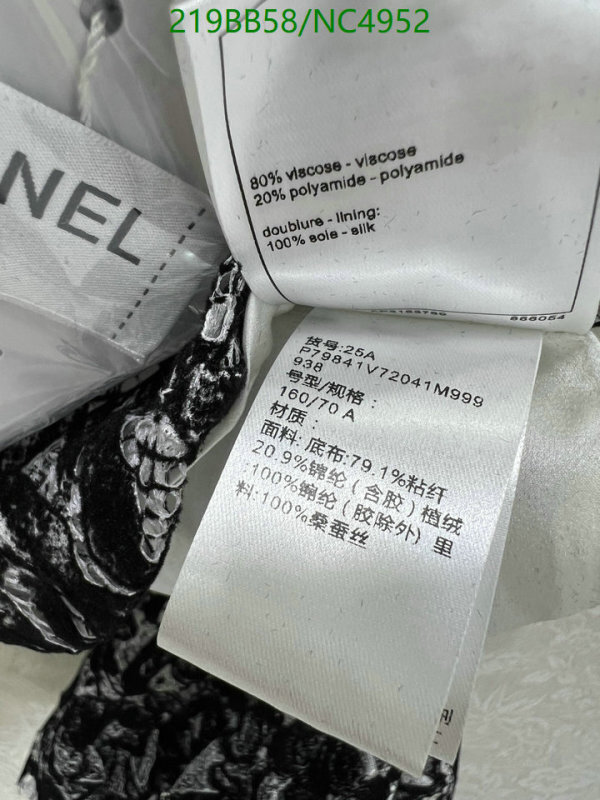 219BB58/NC4952
NEL
80% viscose - viscose
20% polyamide - polyamide
doublure - lining:
100% soie - silk
866054
货号:25A
P79841V72041M999
938
号型/规格：
160/70 A
材质：
面料: 底布:79.1%粘纤
20.9%锦纶（含胶）植绒
:100%锦纶（胶除外) 里
料:100%桑蚕丝